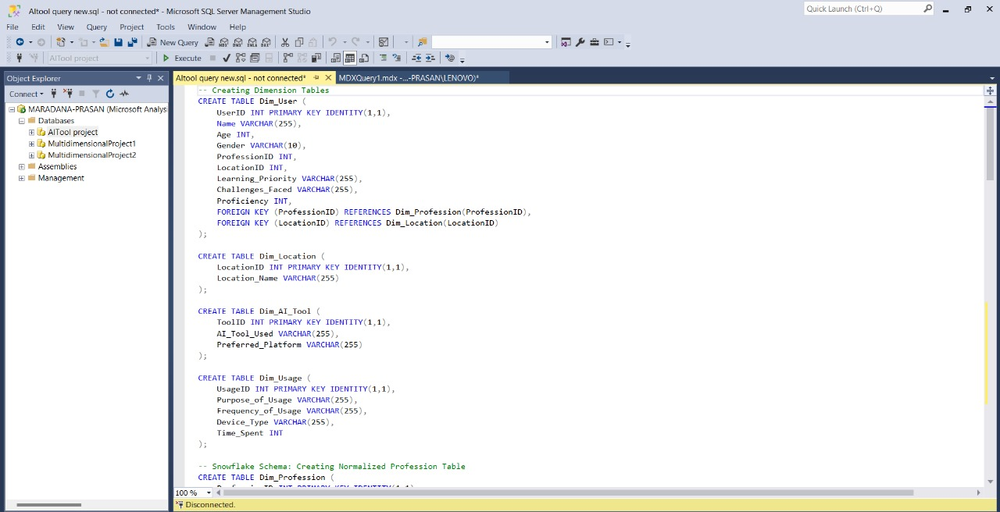 AItool query new.sql - not connected* - Microsoft SQL Server Management Studio
Quick Launch (Ctrl+Q)
File Edit View Query Project Tools Window Help
New Query
AITool project
Execute
Object Explorer
Connect
MARADANA-PRASAN (Microsoft Analys
Databases
AITool project
MultidimensionalProject1
MultidimensionalProject2
Assemblies
Management
AItool query new.sql - not connected*
MDXQuery1.mdx -...-PRASAN\LENOVO)*
-- Creating Dimension Tables
CREATE TABLE Dim_User (
UserID INT PRIMARY KEY IDENTITY(1,1),
Name VARCHAR(255),
Age INT,
Gender VARCHAR(10),
ProfessionID INT,
LocationID INT,
Learning_Priority VARCHAR(255),
Challenges_Faced VARCHAR(255),
Proficiency INT,
FOREIGN KEY (ProfessionID) REFERENCES Dim_Profession(ProfessionID),
FOREIGN KEY (LocationID) REFERENCES Dim_Location(LocationID)
);
CREATE TABLE Dim_Location (
LocationID INT PRIMARY KEY IDENTITY(1,1),
Location_Name VARCHAR(255)
);
CREATE TABLE Dim_AI_Tool (
ToolID INT PRIMARY KEY IDENTITY(1,1),
AI_Tool_Used VARCHAR(255),
Preferred_Platform VARCHAR(255)
);
CREATE TABLE Dim_Usage (
UsageID INT PRIMARY KEY IDENTITY(1,1),
Purpose_of_Usage VARCHAR(255),
Frequency_of_Usage VARCHAR(255),
Device_Type VARCHAR(255),
Time_Spent INT
);
-- Snowflake Schema: Creating Normalized Profession Table
CREATE TABLE Dim_Profession (
100 %
Disconnected.